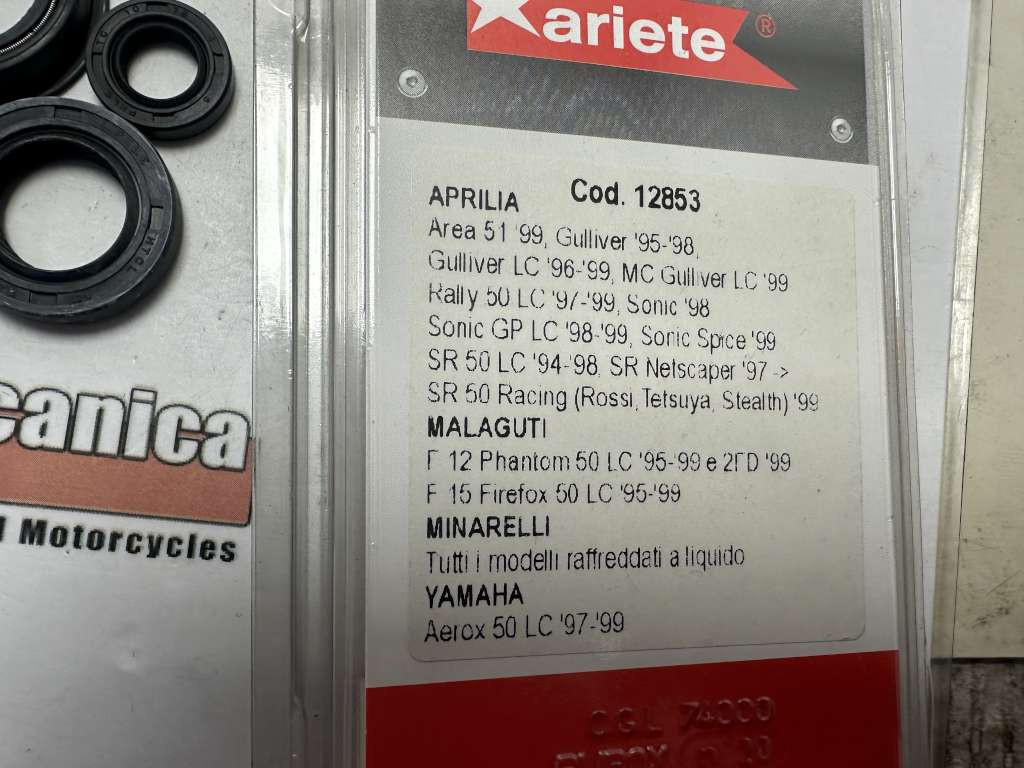 ariete®
APRILIA Cod. 12853
Area 51 '99, Gulliver '95-'98,
Gulliver LC '96-'99, MC Gulliver LC '99
Rally 50 LC '97-'99, Sonic '98
Sonic GP LC '98-'99, Sonic Spice '99
SR 50 LC '94-'98, SR Netscaper '97 ->
SR 50 Racing (Rossi, Tetsuya, Stealth) '99
MALAGUTI
F 12 Phantom 50 LC '95-'99 e 2FD '99
F 15 Firefox 50 LC '95-'99
MINARELLI
Tutti i modelli raffreddati a liquido
YAMAHA
Aerox 50 LC '97-'99
canica
Motorcycles
C.G.L. 74000